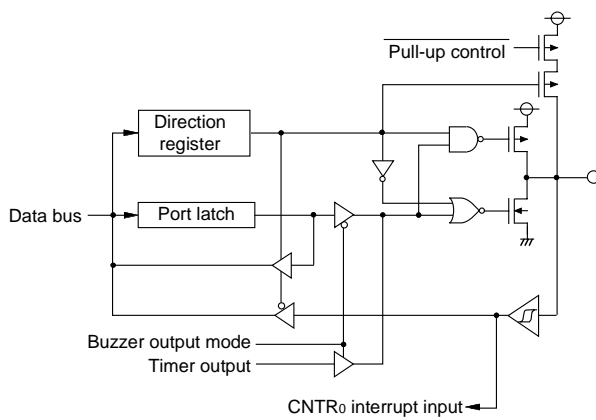 Pull-up control
Direction
register
Data bus
Port latch
Buzzer output mode
Timer output
CNTR0 interrupt input